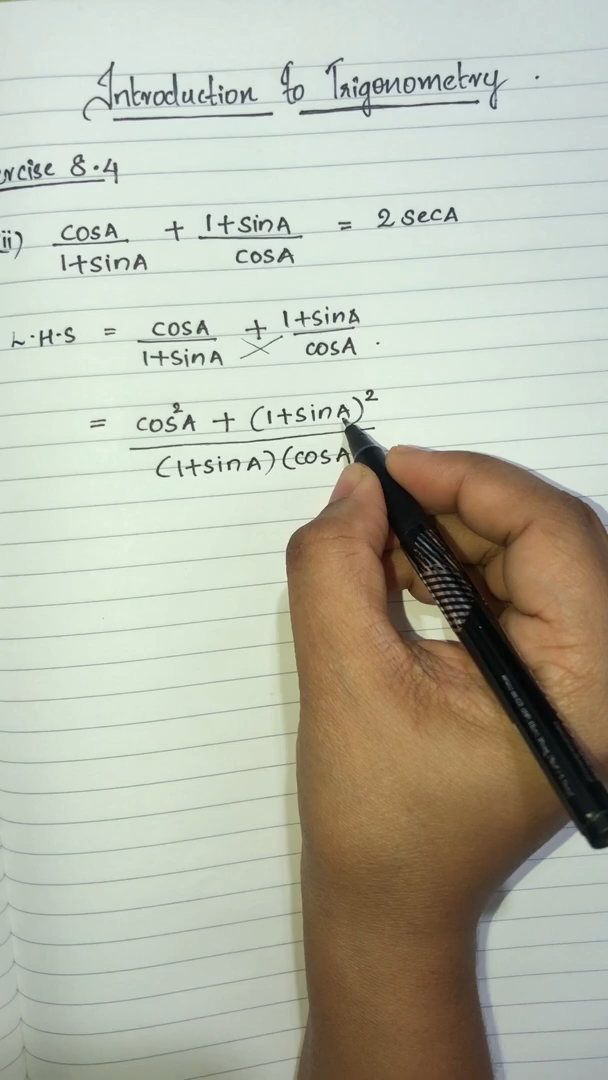 Introduction to Trigonometry.
ercise 8.4
ii) cosA/1+sinA + 1+sinA/cosA = 2 secA
L.H.S = cosA/1+sinA + 1+sinA/cosA.
= cos²A + (1+sinA)²/(1+sinA)(cosA